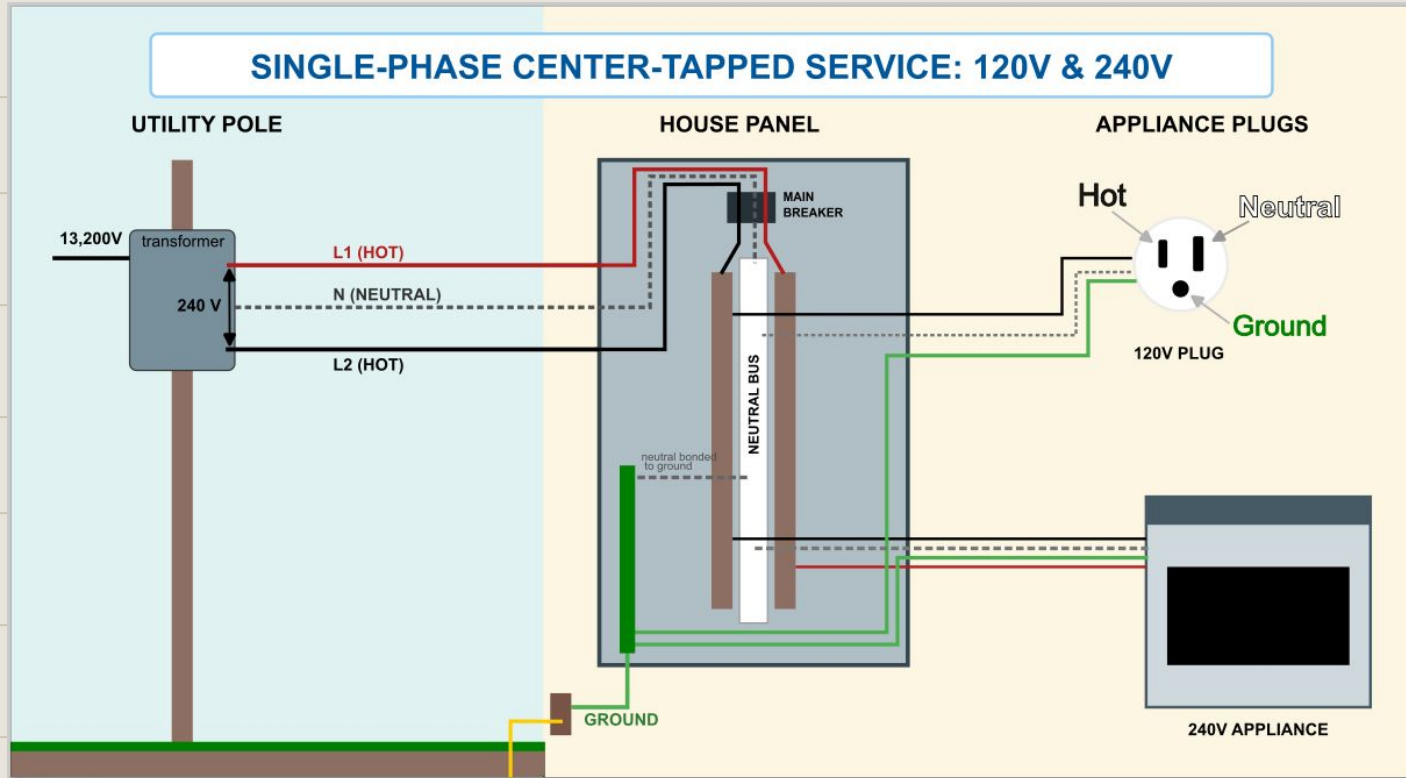 SINGLE-PHASE CENTER-TAPPED SERVICE: 120V & 240V
UTILITY POLE
HOUSE PANEL
APPLIANCE PLUGS
13,200V
transformer
240 V
L1 (HOT)
N (NEUTRAL)
L2 (HOT)
MAIN
BREAKER
NEUTRAL BUS
neutral bonded
to ground
GROUND
Hot
Neutral
Ground
120V PLUG
240V APPLIANCE